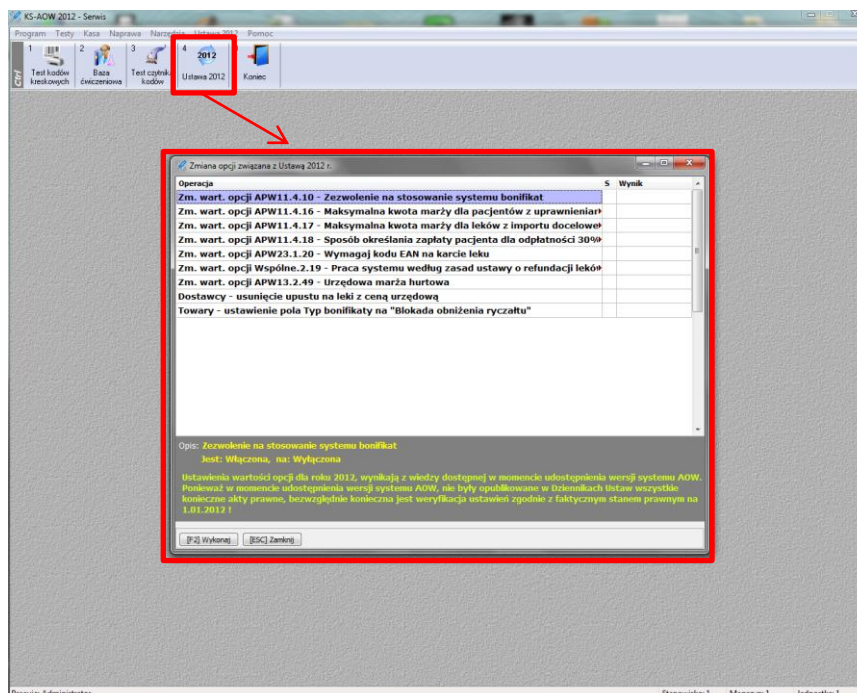 KS-AOW 2012 - Serwis
Program Testy Kasa Naprawa Narzędzia Ustawa 2012 Pomoc
Ctrl
1 Test kodów kreskowych
2 Baza ćwiczeniowa
3 Test czytnika kodów
4 2012 Ustawa 2012
Koniec
Zmiana opcji związana z Ustawą 2012 r.
Operacja S Wynik
Zm. wart. opcji APW11.4.10 - Zezwolenie na stosowanie systemu bonifikat
Zm. wart. opcji APW11.4.16 - Maksymalna kwota marży dla pacjentów z uprawnieniar
Zm. wart. opcji APW11.4.17 - Maksymalna kwota marży dla leków z importu docelowe
Zm. wart. opcji APW11.4.18 - Sposób określania zapłaty pacjenta dla odpłatności 30%
Zm. wart. opcji APW23.1.20 - Wymagaj kodu EAN na karcie leku
Zm. wart. opcji Wspólne.2.19 - Praca systemu według zasad ustawy o refundacji lekó
Zm. wart. opcji APW13.2.49 - Urzędowa marża hurtowa
Dostawcy - usunięcie upustu na leki z ceną urzędową
Towary - ustawienie pola Typ bonifikaty na "Blokada obniżenia ryczałtu"
Opis: Zezwolenie na stosowanie systemu bonifikat
Jest: Włączona, na: Wyłączona
Ustawienia wartości opcji dla roku 2012, wynikają z wiedzy dostępnej w momencie udostępnienia wersji systemu AOW.
Ponieważ w momencie udostępnienia wersji systemu AOW, nie były opublikowane w Dziennikach Ustaw wszystkie
konieczne akty prawne, bezwzględnie konieczna jest weryfikacja ustawień zgodnie z faktycznym stanem prawnym na
1.01.2012 !
[F2] Wykonaj [ESC] Zamknij